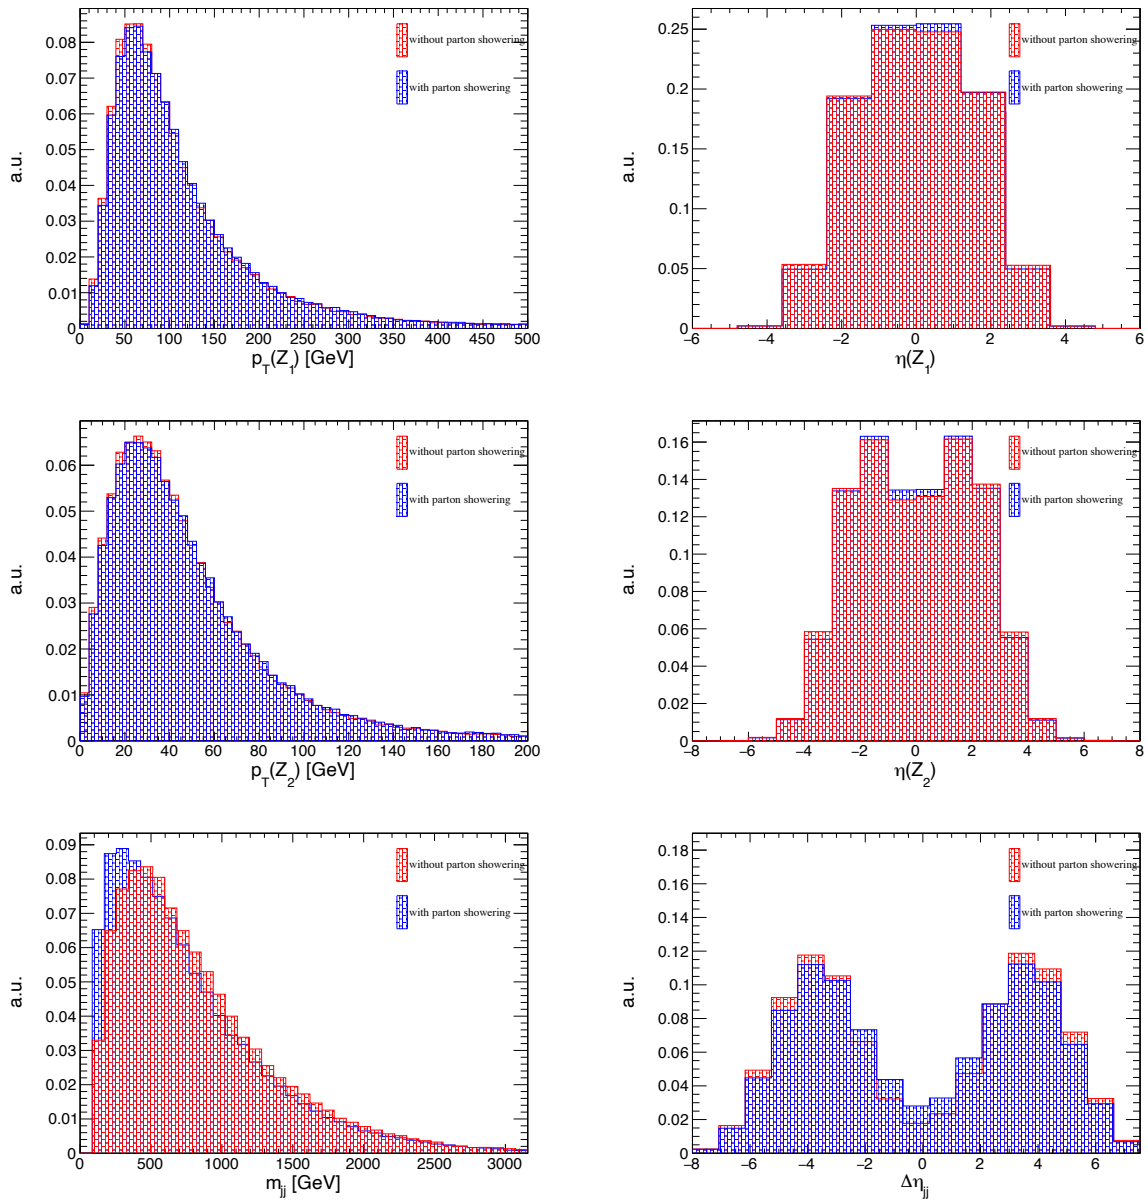 without parton showering
with parton showering
a.u.
0.08
0.07
0.06
0.05
0.04
0.03
0.02
0.01
0
0 50 100 150 200 250 300 350 400 450 500
p_T(Z_1) [GeV]
without parton showering
with parton showering
a.u.
0.25
0.2
0.15
0.1
0.05
0
−6 −4 −2 0 2 4 6
η(Z_1)
without parton showering
with parton showering
a.u.
0.06
0.05
0.04
0.03
0.02
0.01
0
0 20 40 60 80 100 120 140 160 180 200
p_T(Z_2) [GeV]
without parton showering
with parton showering
a.u.
0.16
0.14
0.12
0.1
0.08
0.06
0.04
0.02
0
−8 −6 −4 −2 0 2 4 6 8
η(Z_2)
without parton showering
with parton showering
a.u.
0.09
0.08
0.07
0.06
0.05
0.04
0.03
0.02
0.01
0
0 500 1000 1500 2000 2500 3000
m_jj [GeV]
without parton showering
with parton showering
a.u.
0.18
0.16
0.14
0.12
0.1
0.08
0.06
0.04
0.02
0
−8 −6 −4 −2 0 2 4 6
Δη_jj